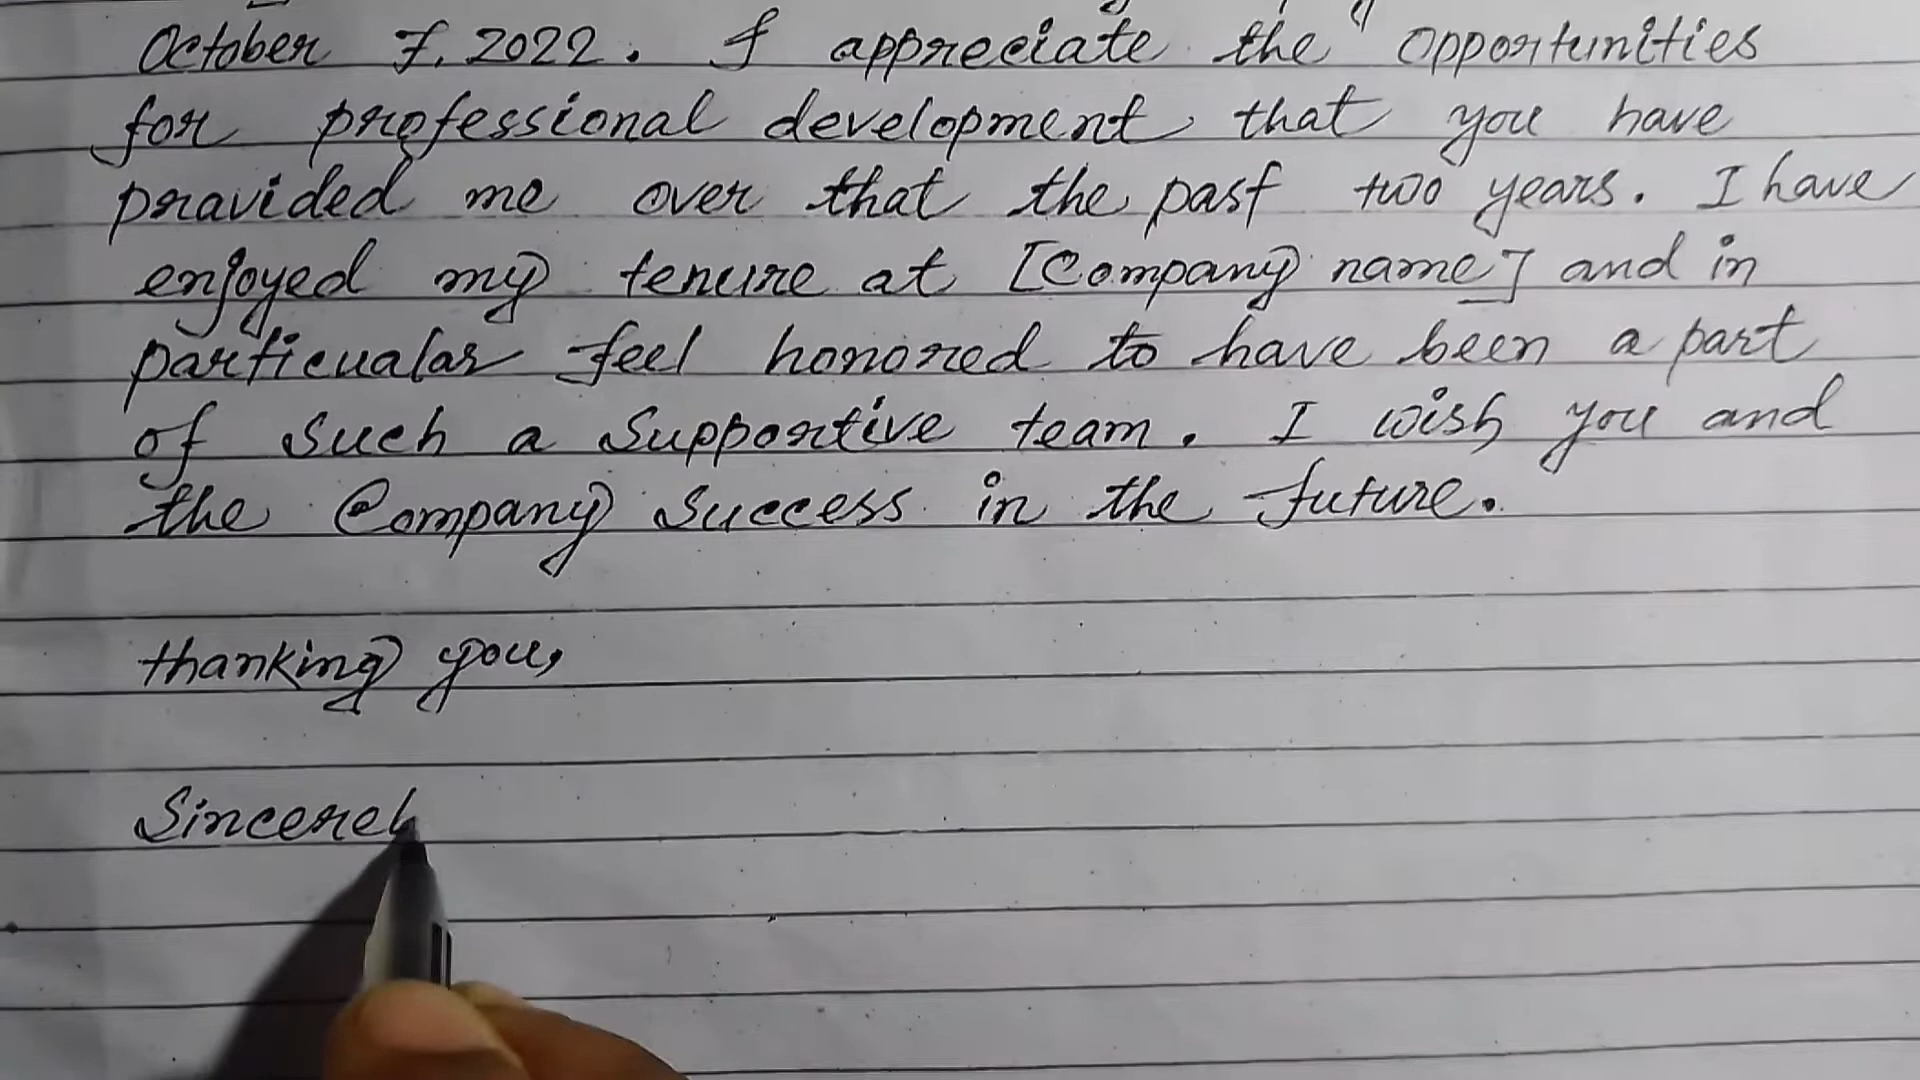 October 7, 2022. I appreciate the opportunities
for professional development, that you have
pravided me over that the past two years. I have
enjoyed my tenure at [Company name] and in
particualar feel honored to have been a part
of such a supportive team. I wish you and
the Company success in the future.
thanking you,
Sincerel